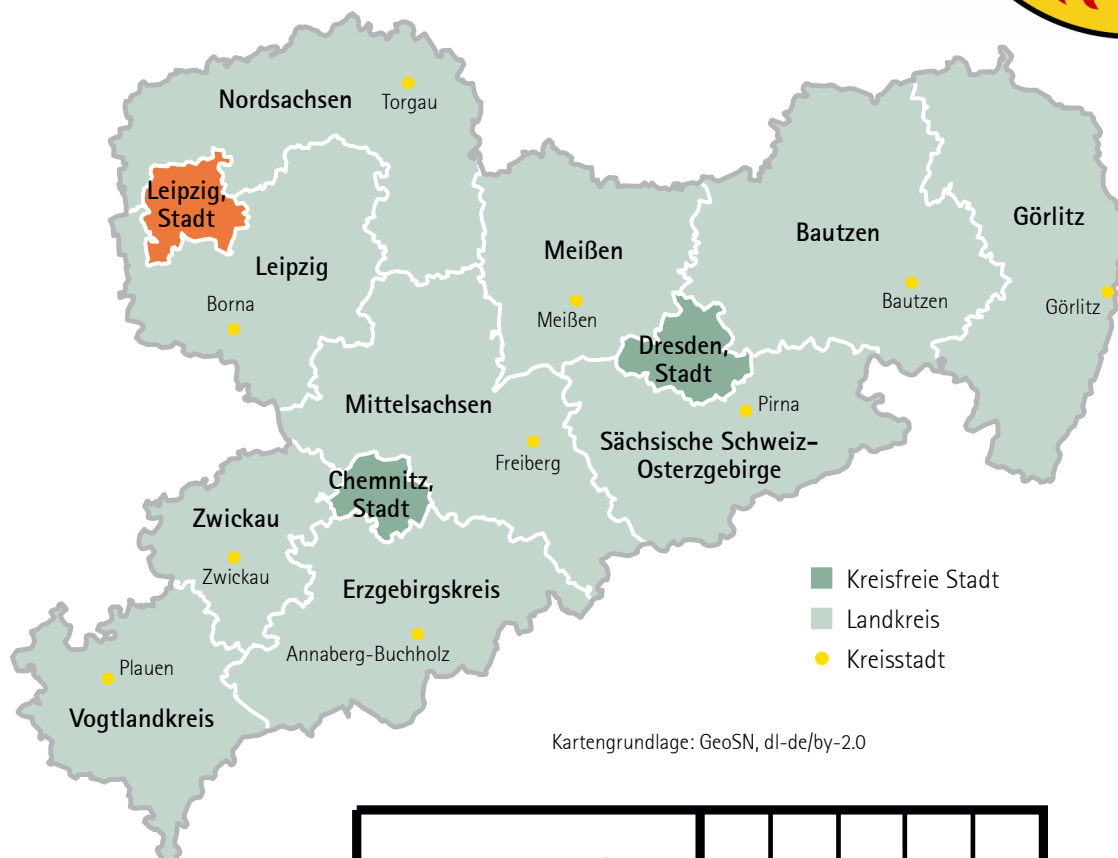 Nordsachsen
Torgau
Leipzig,
Stadt
Leipzig
Borna
Meißen
Meißen
Bautzen
Bautzen
Görlitz
Görlitz
Dresden,
Stadt
Pirna
Mittelsachsen
Freiberg
Sächsische Schweiz-
Osterzgebirge
Chemnitz,
Stadt
Zwickau
Zwickau
Erzgebirgskreis
Annaberg-Buchholz
Plauen
Vogtlandkreis
Kreisfreie Stadt
Landkreis
Kreisstadt
Kartengrundlage: GeoSN, dl-de/by-2.0